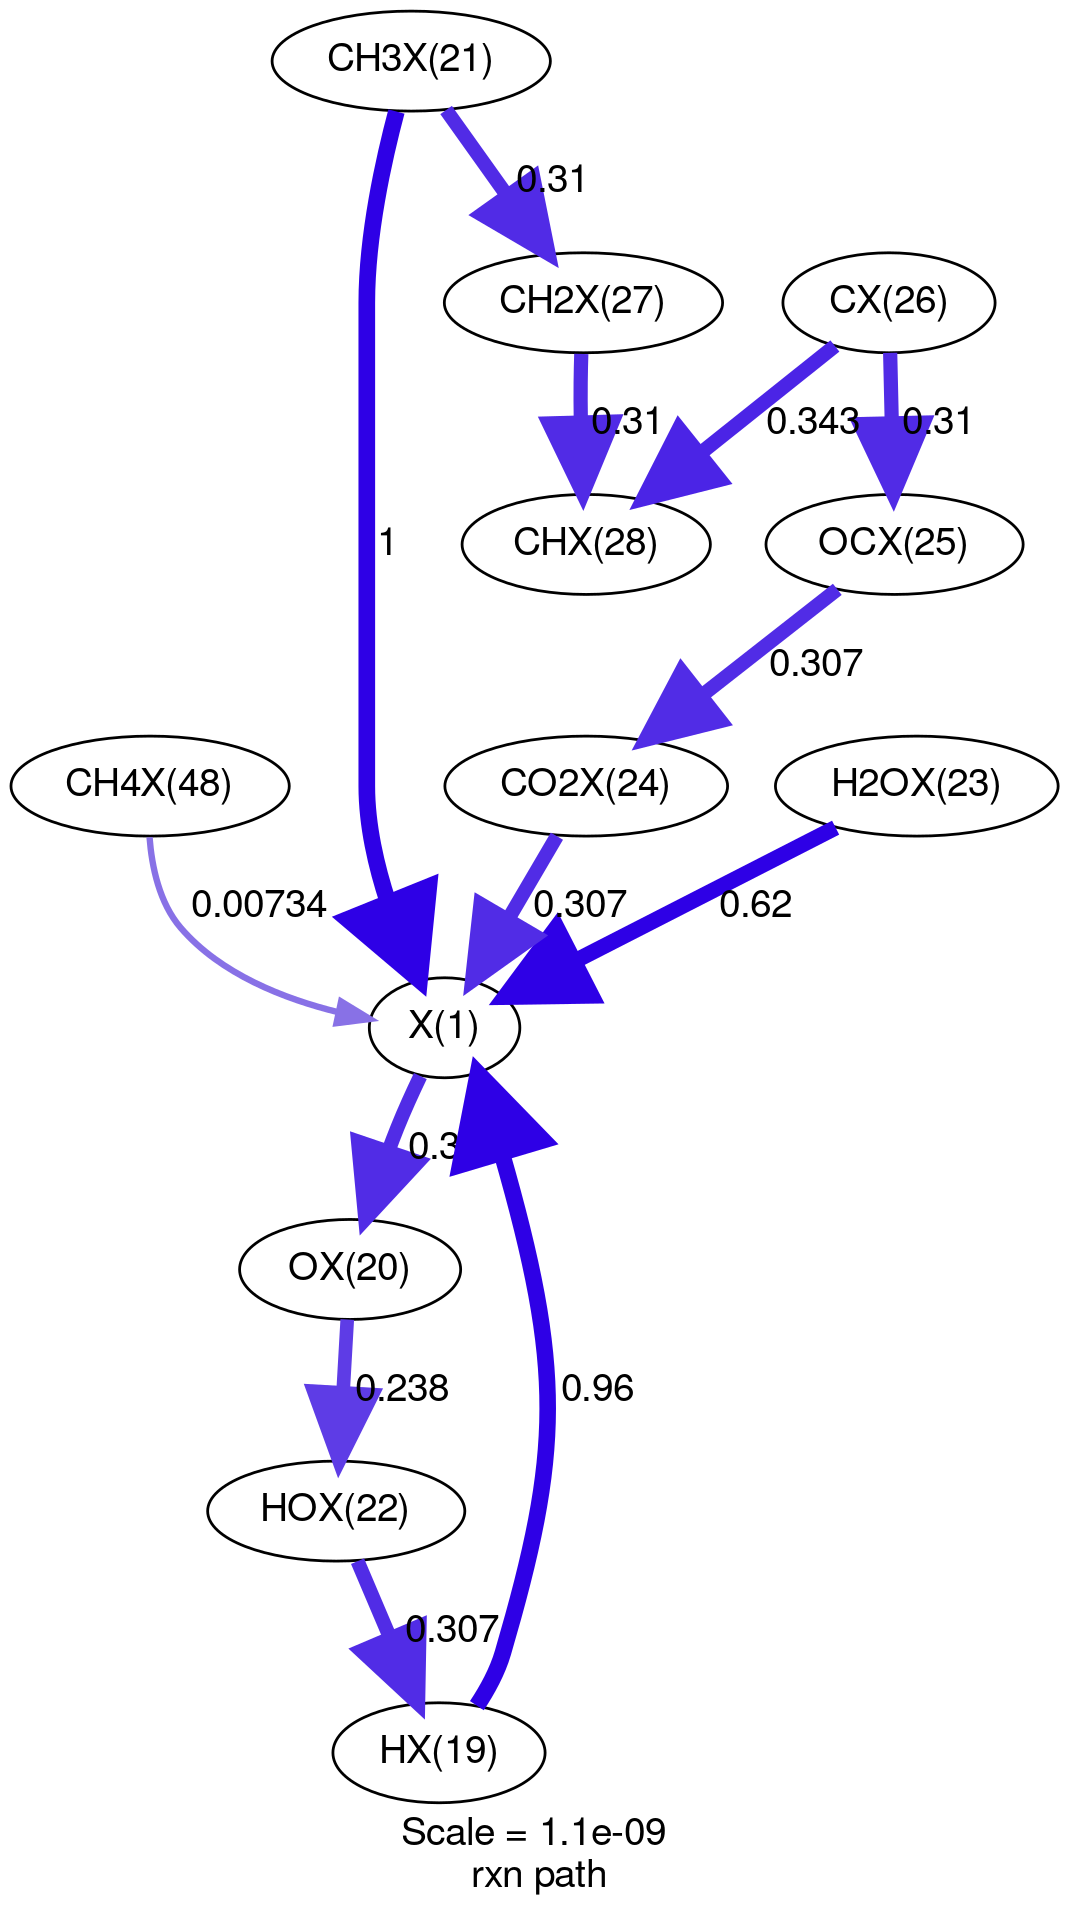 CH3X(21)
0.31
CH2X(27)
CX(26)
0.31
0.343
0.31
1
CHX(28)
OCX(25)
0.307
CH4X(48)
CO2X(24)
H2OX(23)
0.00734
0.307
0.62
X(1)
OX(20)
0.238
0.96
HOX(22)
0.307
HX(19)
Scale = 1.1e-09
rxn path